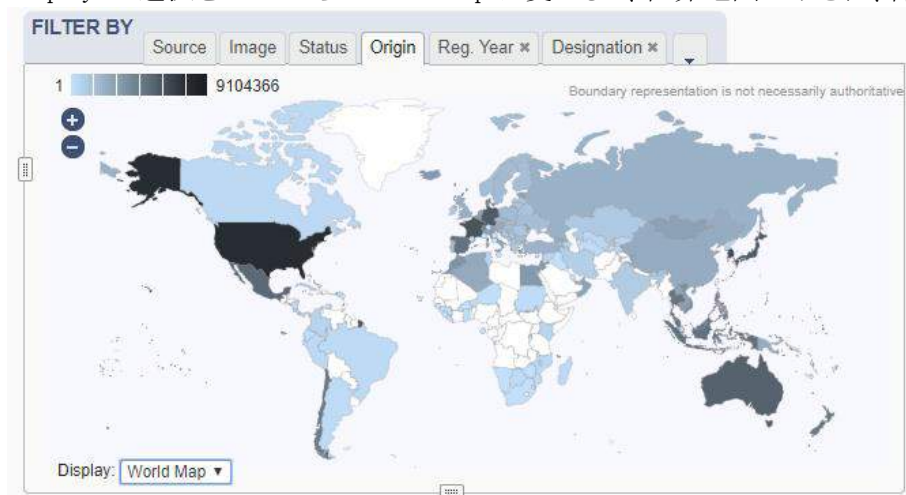 FILTER BY
Source Image Status Origin Reg. Year × Designation ×
1 9104366
Boundary representation is not necessarily authoritative
Display: World Map